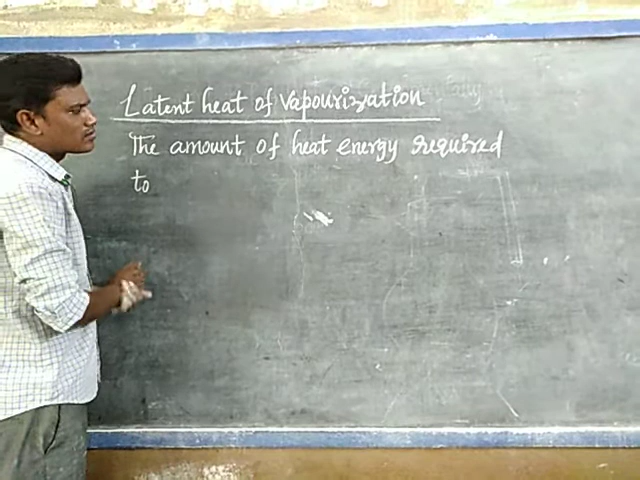 Latent heat of vapourization
The amount of heat energy required
to